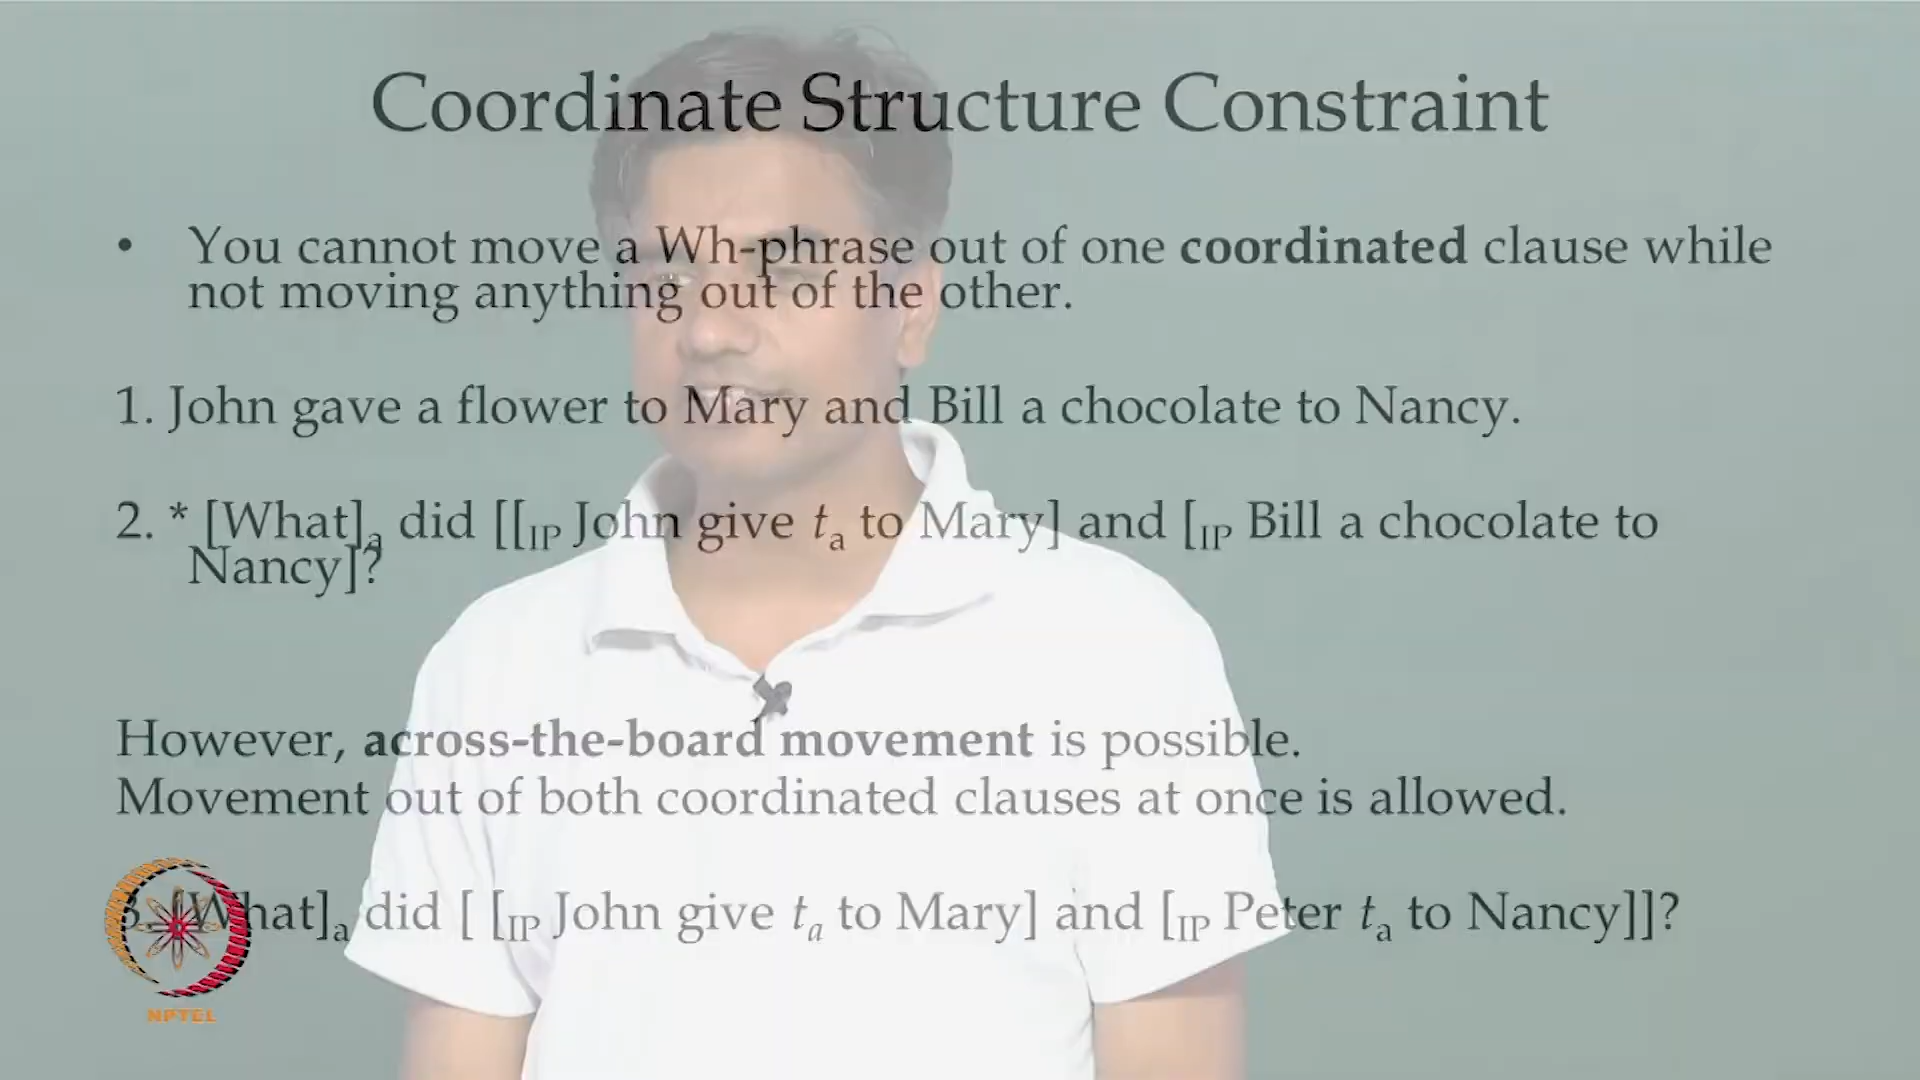 Coordinate Structure Constraint
• You cannot move a Wh-phrase out of one coordinated clause while
not moving anything out of the other.
1. John gave a flower to Mary and Bill a chocolate to Nancy.
2. * [What]a did [[IP John give ta to Mary] and [IP Bill a chocolate to
Nancy]?
However, across-the-board movement is possible.
Movement out of both coordinated clauses at once is allowed.
3. [What]a did [ [IP John give ta to Mary] and [IP Peter ta to Nancy]]?
NPTEL